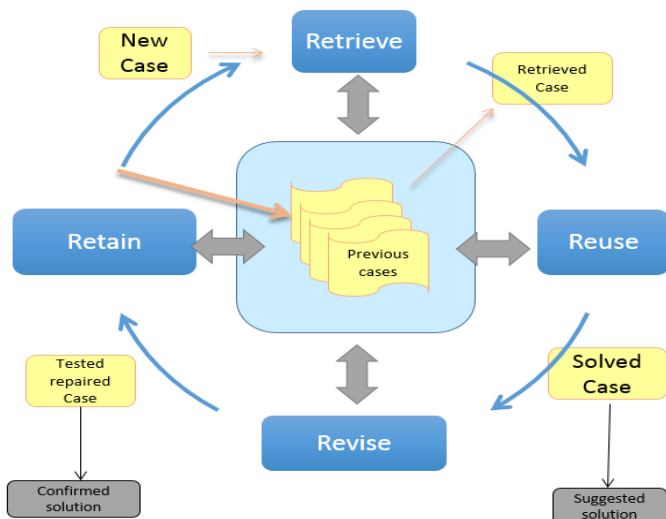 New
Case
Retrieve
Retrieved
Case
Retain
Previous
cases
Reuse
Tested
repaired
Case
Revise
Solved
Case
Confirmed
solution
Suggested
solution